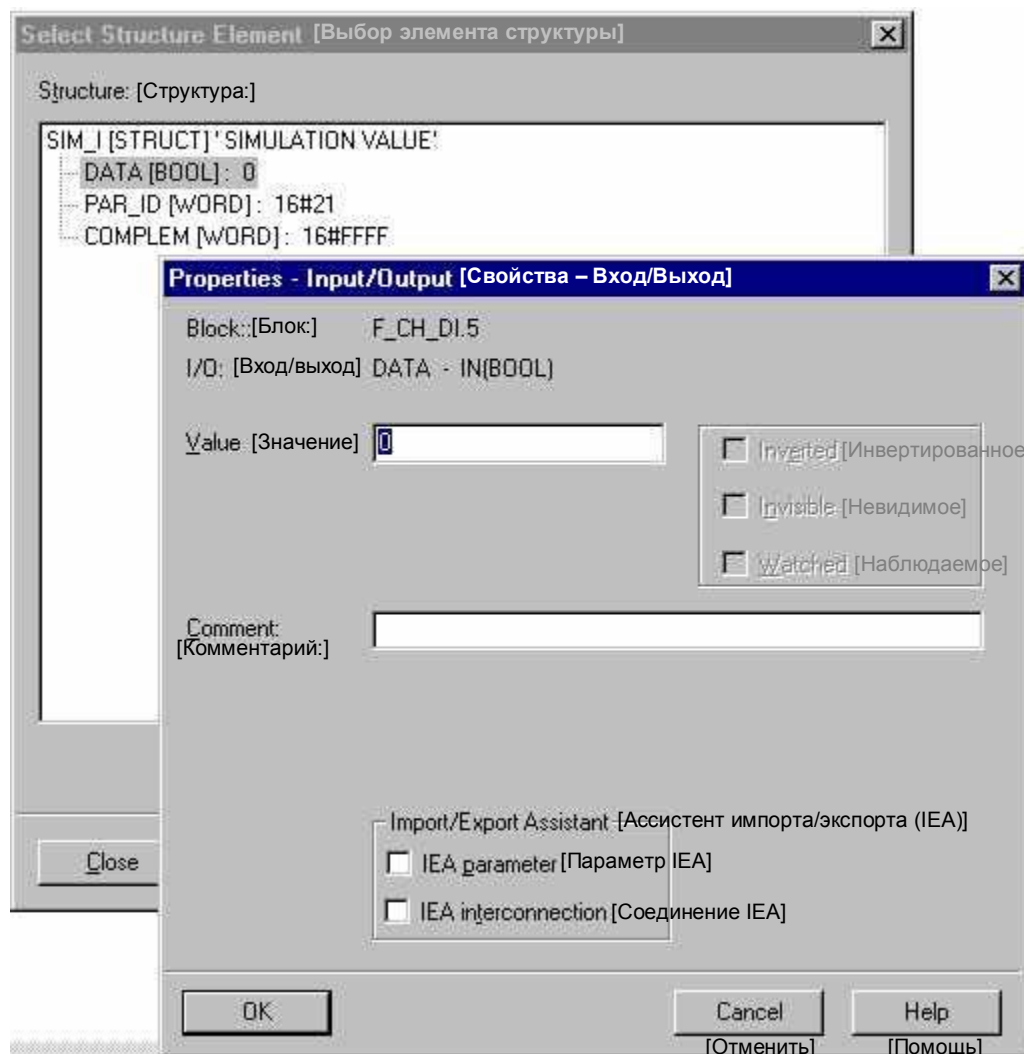 Select Structure Element [Выбор элемента структуры]
Structure: [Структура:]
SIM_I [STRUCT] ' SIMULATION VALUE'
DATA [BOOL] : 0
PAR_ID [WORD] : 16#21
COMPLEM [WORD] : 16#FFFF
Properties - Input/Output [Свойства – Вход/Выход]
Block::[Блок:] F_CH_DI.5
I/O: [Вход/выход] DATA - IN(BOOL)
Value [Значение] 0
Inverted [Инвертированное
Invisible [Невидимое]
Watched [Наблюдаемое]
Comment:
[Комментарий:]
Import/Export Assistant [Ассистент импорта/экспорта (IEA)]
IEA parameter [Параметр IEA]
IEA interconnection [Соединение IEA]
Close
OK Cancel Help
[Отменить] [Помощь]